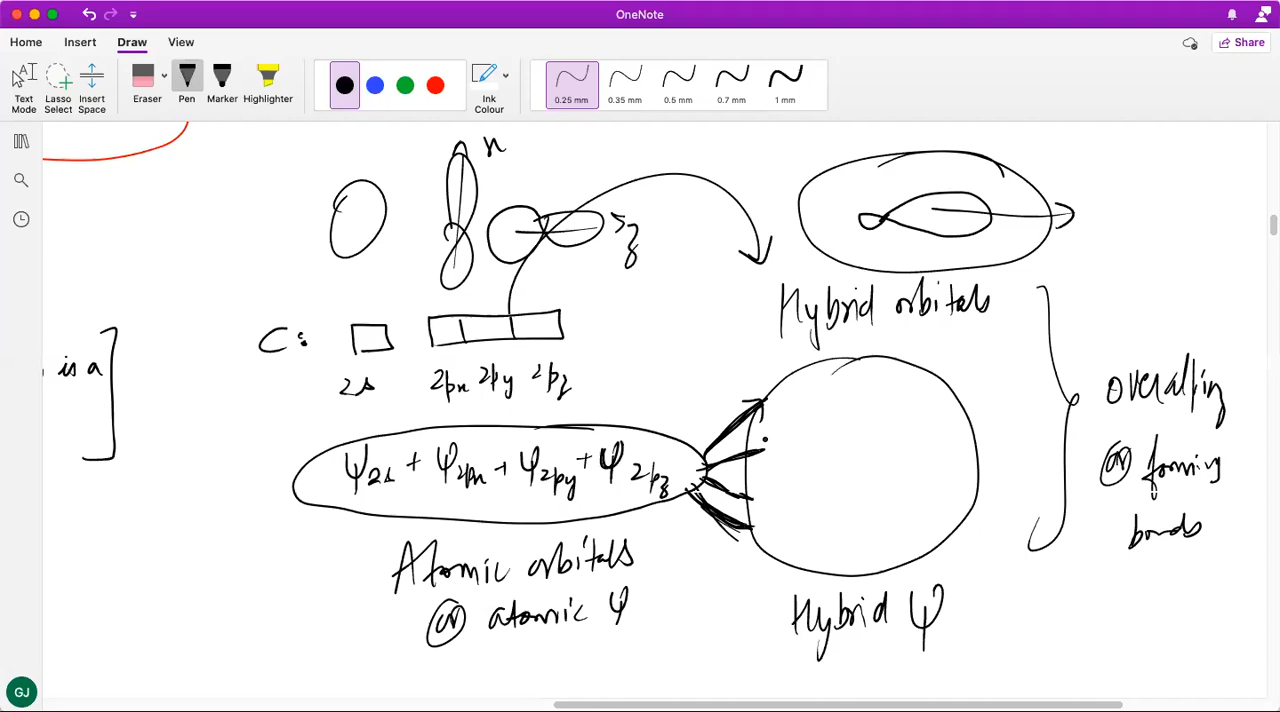 OneNote
Home Insert Draw View
Share
Text Mode
Lasso Select
Insert Space
Eraser
Pen
Marker
Highlighter
Ink Colour
0.25 mm
0.35 mm
0.5 mm
0.7 mm
1 mm
x
z
Hybrid orbitals
C:
is a
2s 2px 2py 2pz
overalping
or forming
bonds
ψ2s + ψ2px + ψ2py + ψ2pz
Atomic orbitals
or atomic ψ
Hybrid ψ
GJ